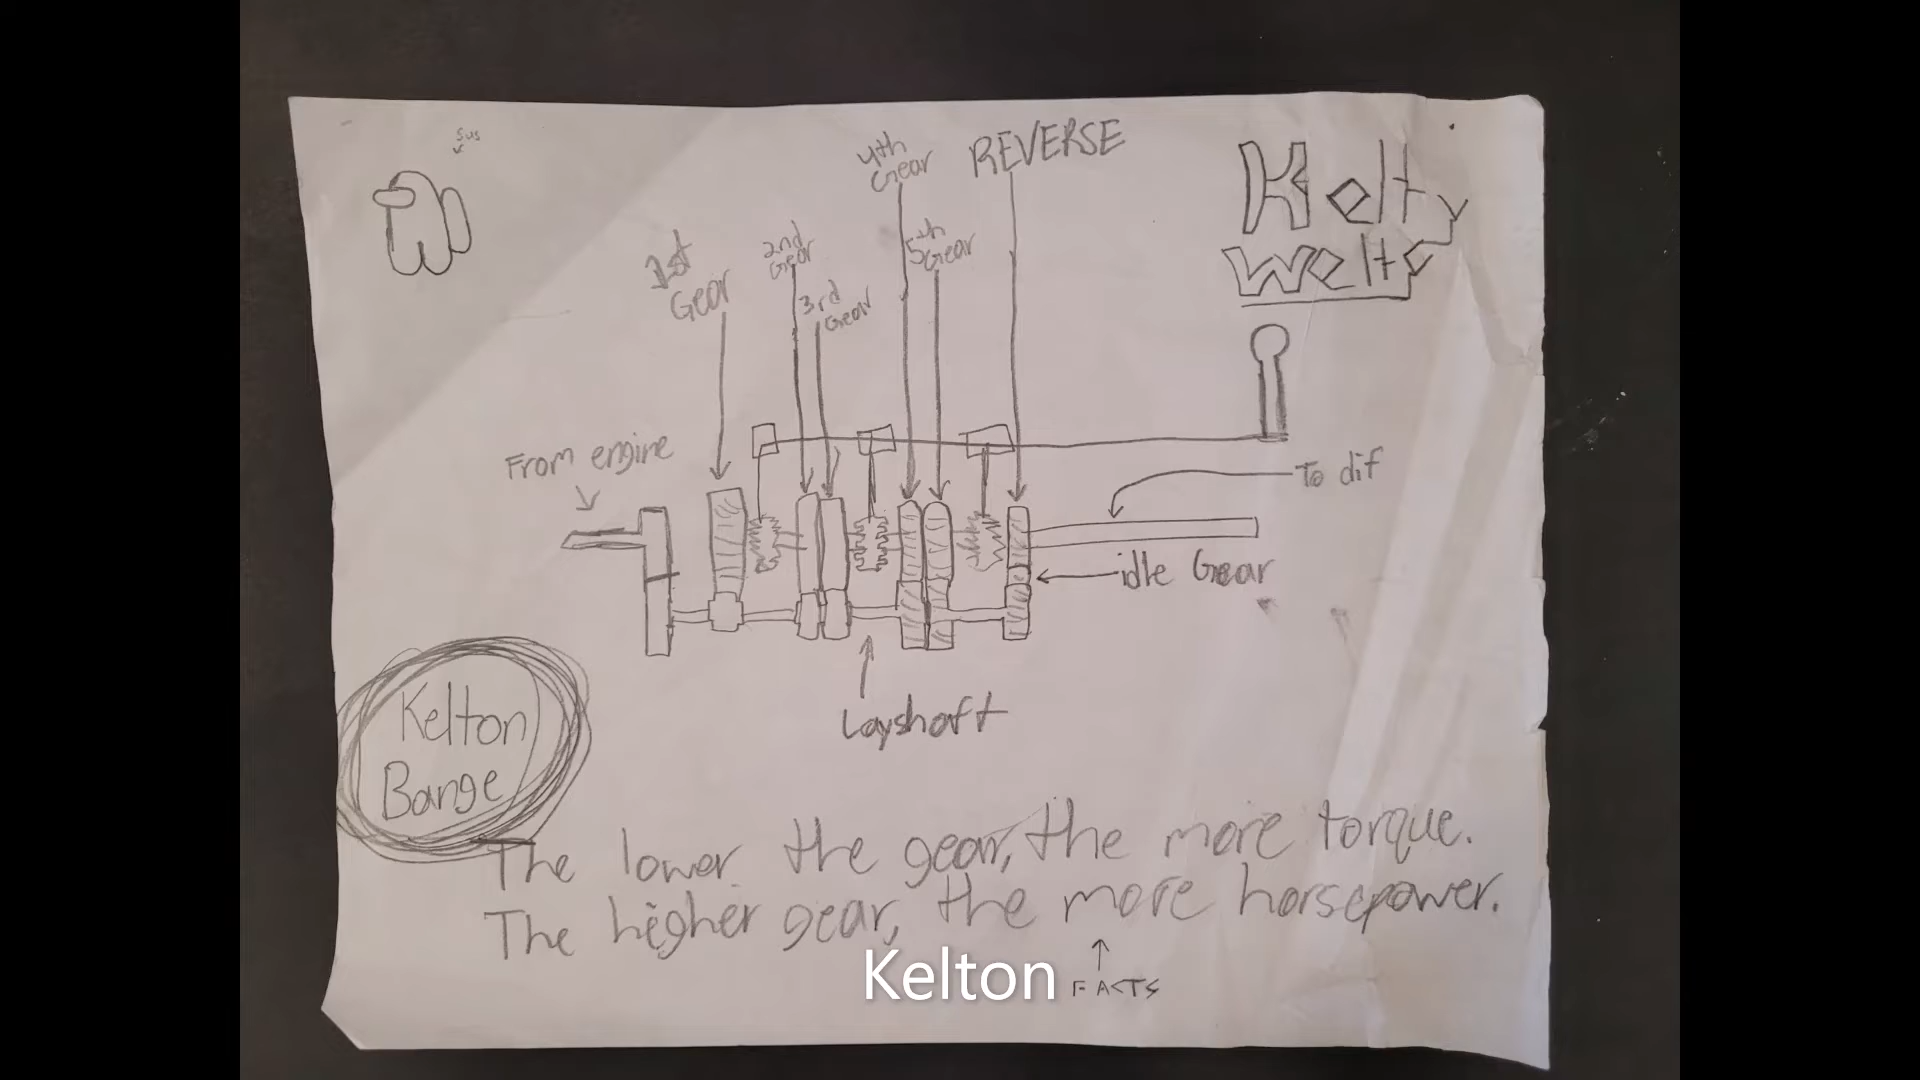 sus
4th
Gear
REVERSE
Kelty
Welty
1st
Gear
2nd
Gear
5th
Gear
3rd
Gear
From engine
To dif
idle Gear
Layshaft
Kelton
Bange
The lower the gear, the more torque.
The higher gear, the more horsepower.
FACTS
Kelton